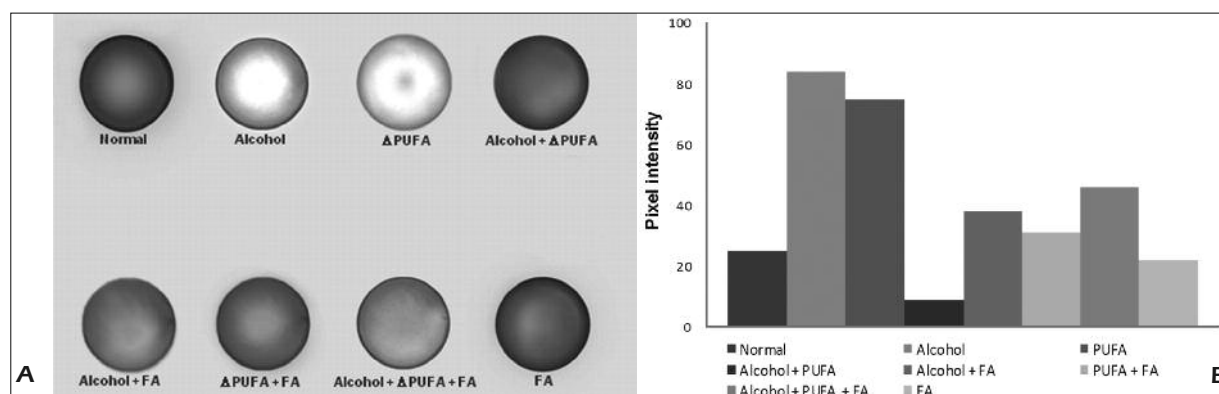 Normal Alcohol ΔPUFA Alcohol + ΔPUFA
Alcohol + FA ΔPUFA + FA Alcohol + ΔPUFA + FA FA
A
100
80
60
40
20
0
Pixel intensity
Normal Alcohol PUFA
Alcohol+PUFA Alcohol + FA PUFA + FA
Alcohol+PUFA + FA FA